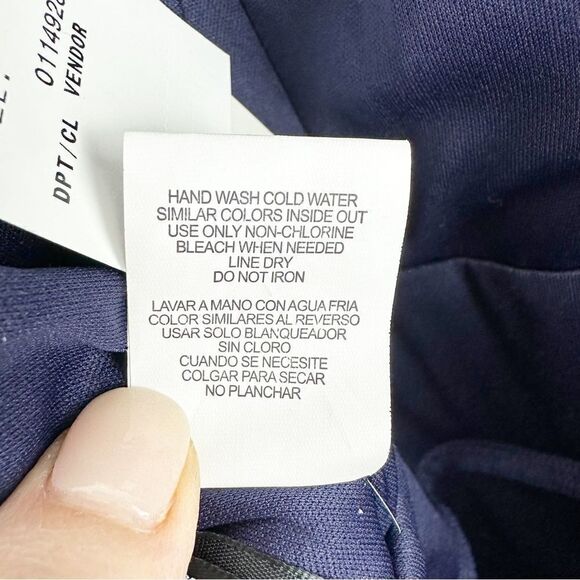 DPT/CL VENDOR
HAND WASH COLD WATER
SIMILAR COLORS INSIDE OUT
USE ONLY NON-CHLORINE
BLEACH WHEN NEEDED
LINE DRY
DO NOT IRON
LAVAR A MANO CON AGUA FRIA
COLOR SIMILARES AL REVERSO
USAR SOLO BLANQUEADOR
SIN CLORO
CUANDO SE NECESITE
COLGAR PARA SECAR
NO PLANCHAR